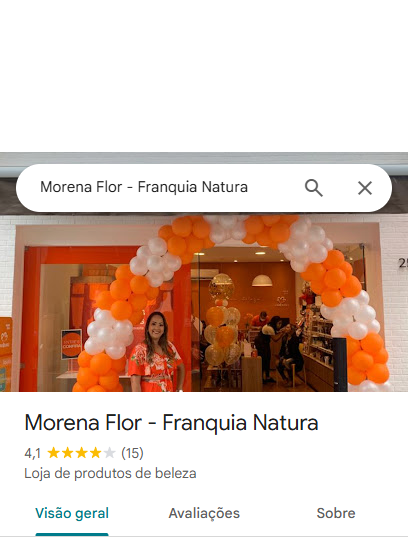 Morena Flor - Franquia Natura
Morena Flor - Franquia Natura
4,1 (15)
Loja de produtos de beleza
Visão geral Avaliações Sobre